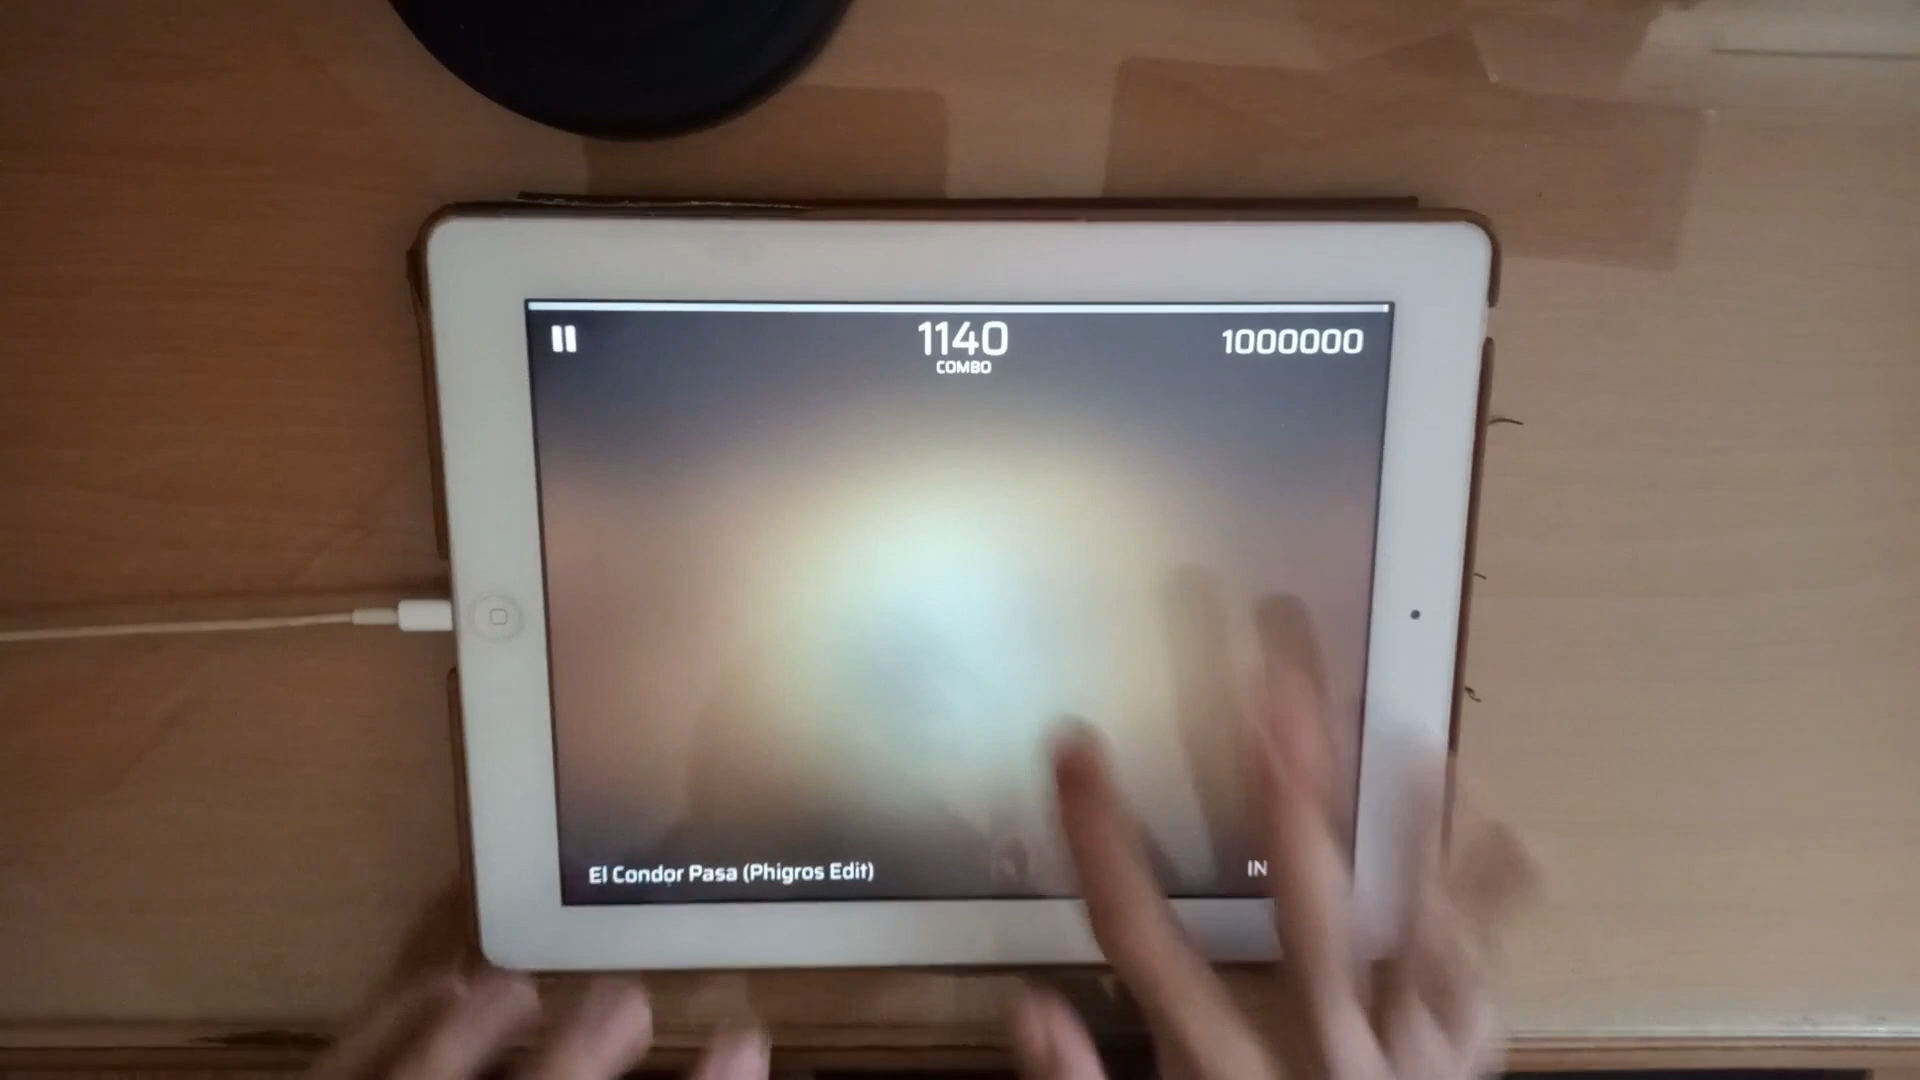 1140
COMBO
1000000
El Condor Pasa (Phigros Edit)
IN